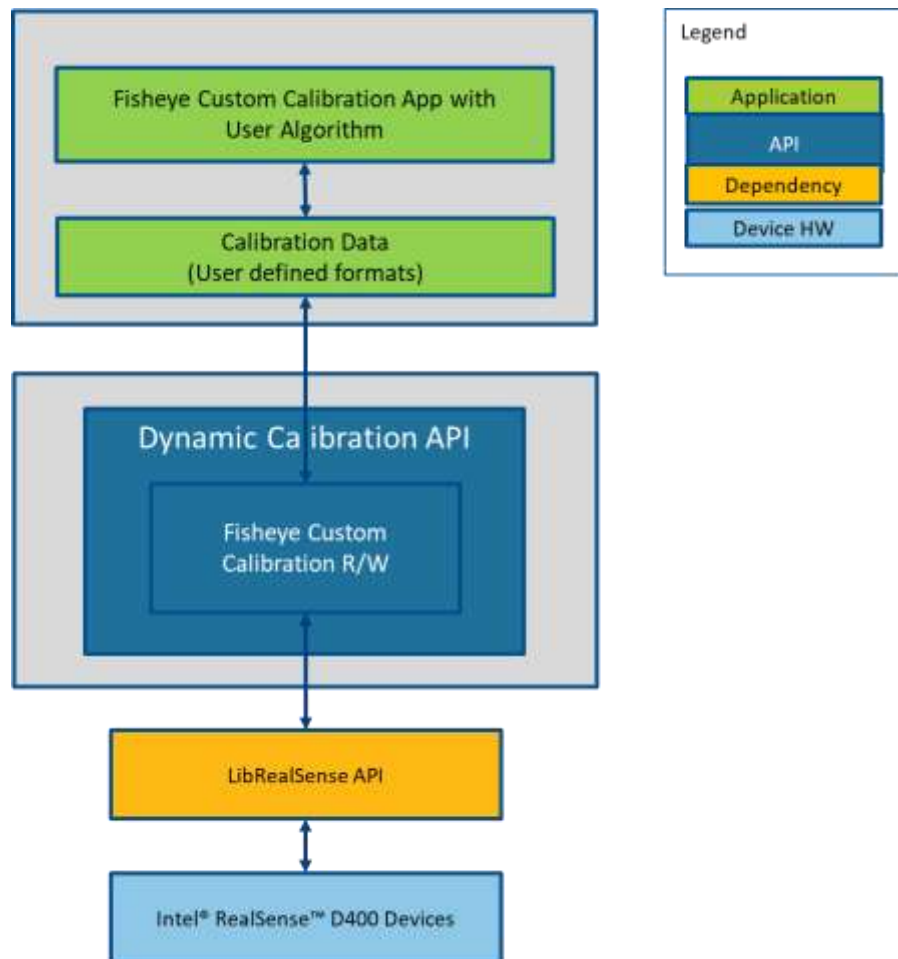 Legend
Application
API
Dependency
Device HW
Fisheye Custom Calibration App with
User Algorithm
Calibration Data
(User defined formats)
Dynamic Calibration API
Fisheye Custom
Calibration R/W
LibRealSense API
Intel® RealSense™ D400 Devices